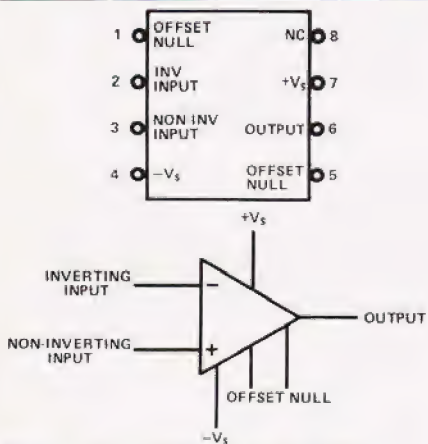 1 OFFSET NULL NC 8
2 INV INPUT +Vs 7
3 NON-INV INPUT OUTPUT 6
4 -Vs OFFSET NULL 5
+Vs
INVERTING INPUT
-
OUTPUT
NON-INVERTING INPUT
+
OFFSET NULL
-Vs